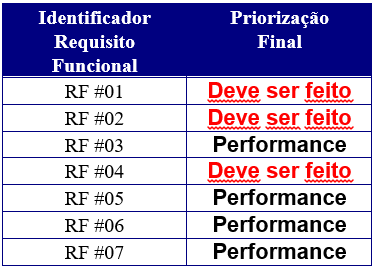 Identificador Priorização
Requisito Final
Funcional
RF #01 Deve ser feito
RF #02 Deve ser feito
RF #03 Performance
RF #04 Deve ser feito
RF #05 Performance
RF #06 Performance
RF #07 Performance